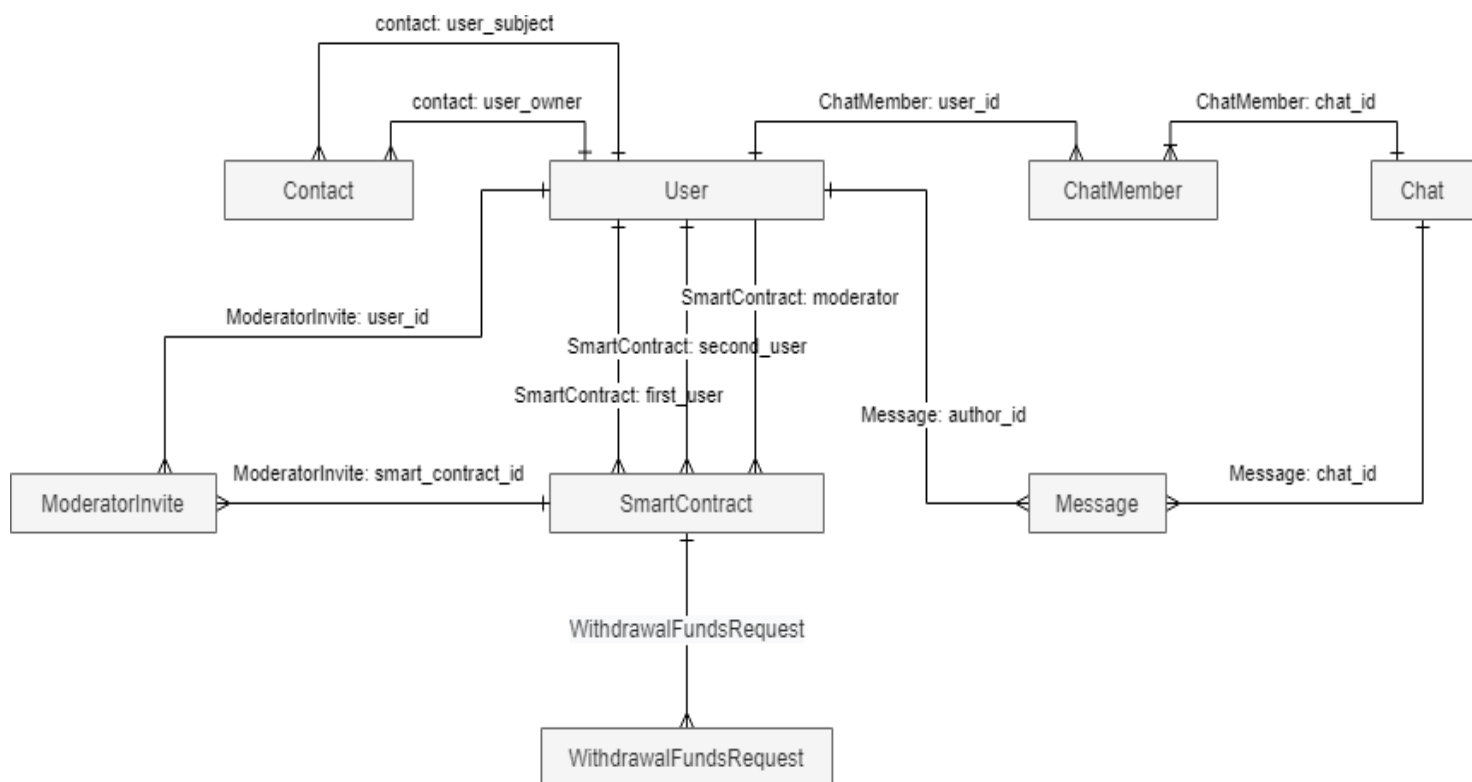 contact: user_subject
contact: user_owner
ChatMember: user_id
ChatMember: chat_id
Contact
User
ChatMember
Chat
SmartContract: moderator
ModeratorInvite: user_id
SmartContract: second_user
SmartContract: first_user
Message: author_id
ModeratorInvite: smart_contract_id
Message: chat_id
ModeratorInvite
SmartContract
Message
WithdrawalFundsRequest
WithdrawalFundsRequest